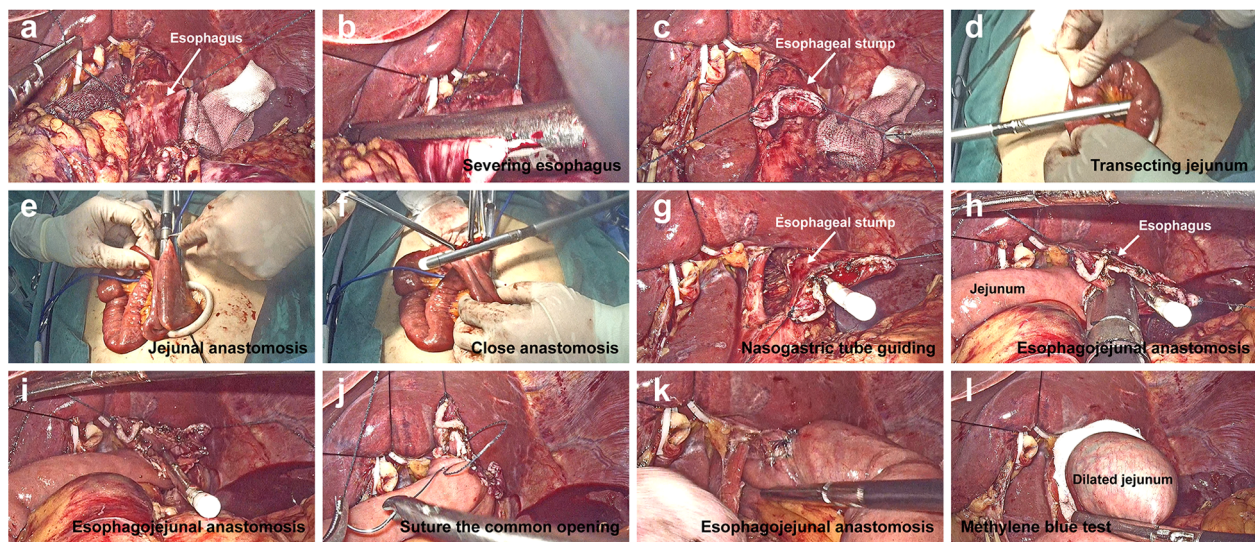 a
Esophagus
b
Severing esophagus
c
Esophageal stump
d
Transecting jejunum
e
Jejunal anastomosis
f
Close anastomosis
g
Esophageal stump
Nasogastric tube guiding
h
Esophagus
Jejunum
Esophagojejunal anastomosis
i
Esophagojejunal anastomosis
j
Suture the common opening
k
Esophagojejunal anastomosis
l
Dilated jejunum
Methylene blue test